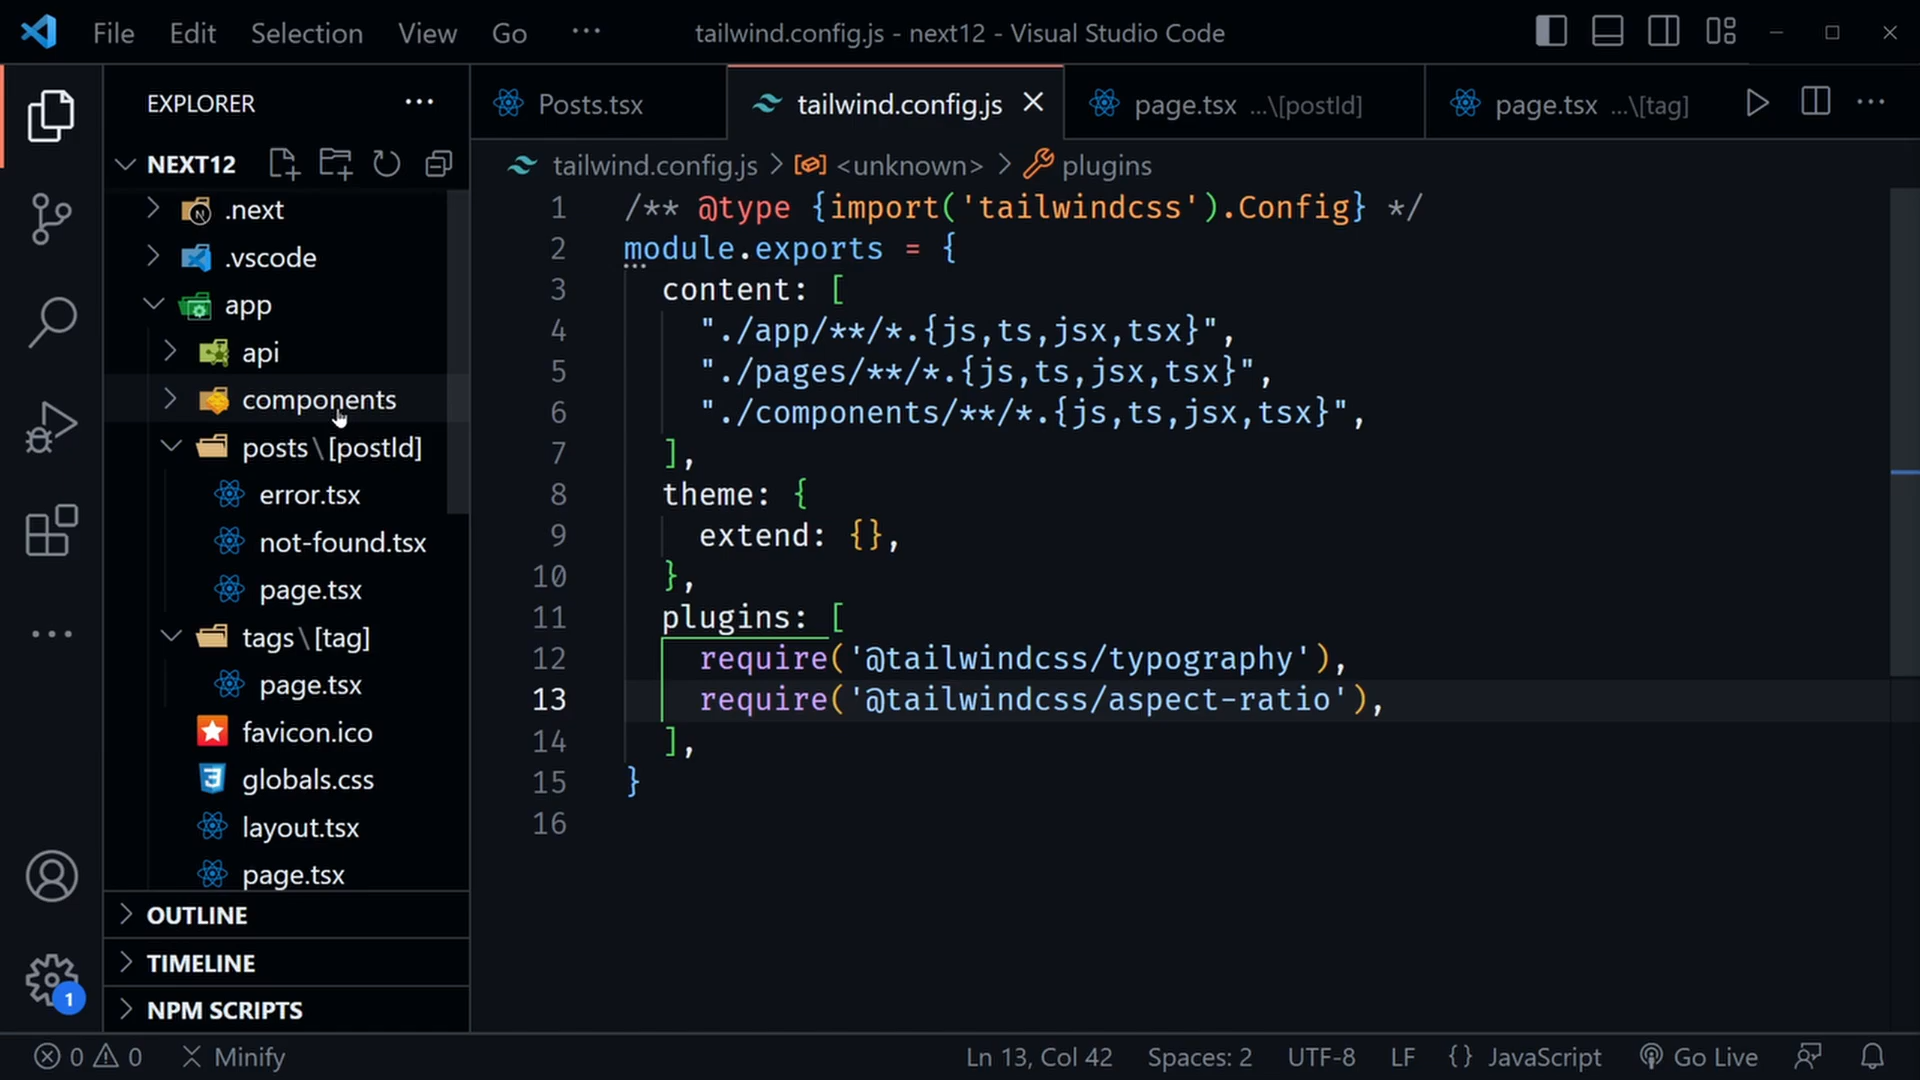 File Edit Selection View Go ··· tailwind.config.js - next12 - Visual Studio Code
EXPLORER ···
NEXT12
.next
.vscode
app
api
components
posts\[postId]
error.tsx
not-found.tsx
page.tsx
tags\[tag]
page.tsx
favicon.ico
globals.css
layout.tsx
page.tsx
OUTLINE
TIMELINE
NPM SCRIPTS
1
Posts.tsx tailwind.config.js page.tsx ...\[postId] page.tsx ...\[tag]
tailwind.config.js > <unknown> > plugins
1 /** @type {import('tailwindcss').Config} */
2 module.exports = {
3 content: [
4 "./app/**/*.{js,ts,jsx,tsx}",
5 "./pages/**/*.{js,ts,jsx,tsx}",
6 "./components/**/*.{js,ts,jsx,tsx}",
7 ],
8 theme: {
9 extend: {},
10 },
11 plugins: [
12 require('@tailwindcss/typography'),
13 require('@tailwindcss/aspect-ratio'),
14 ],
15 }
16
0 0 Minify Ln 13, Col 42 Spaces: 2 UTF-8 LF {} JavaScript Go Live